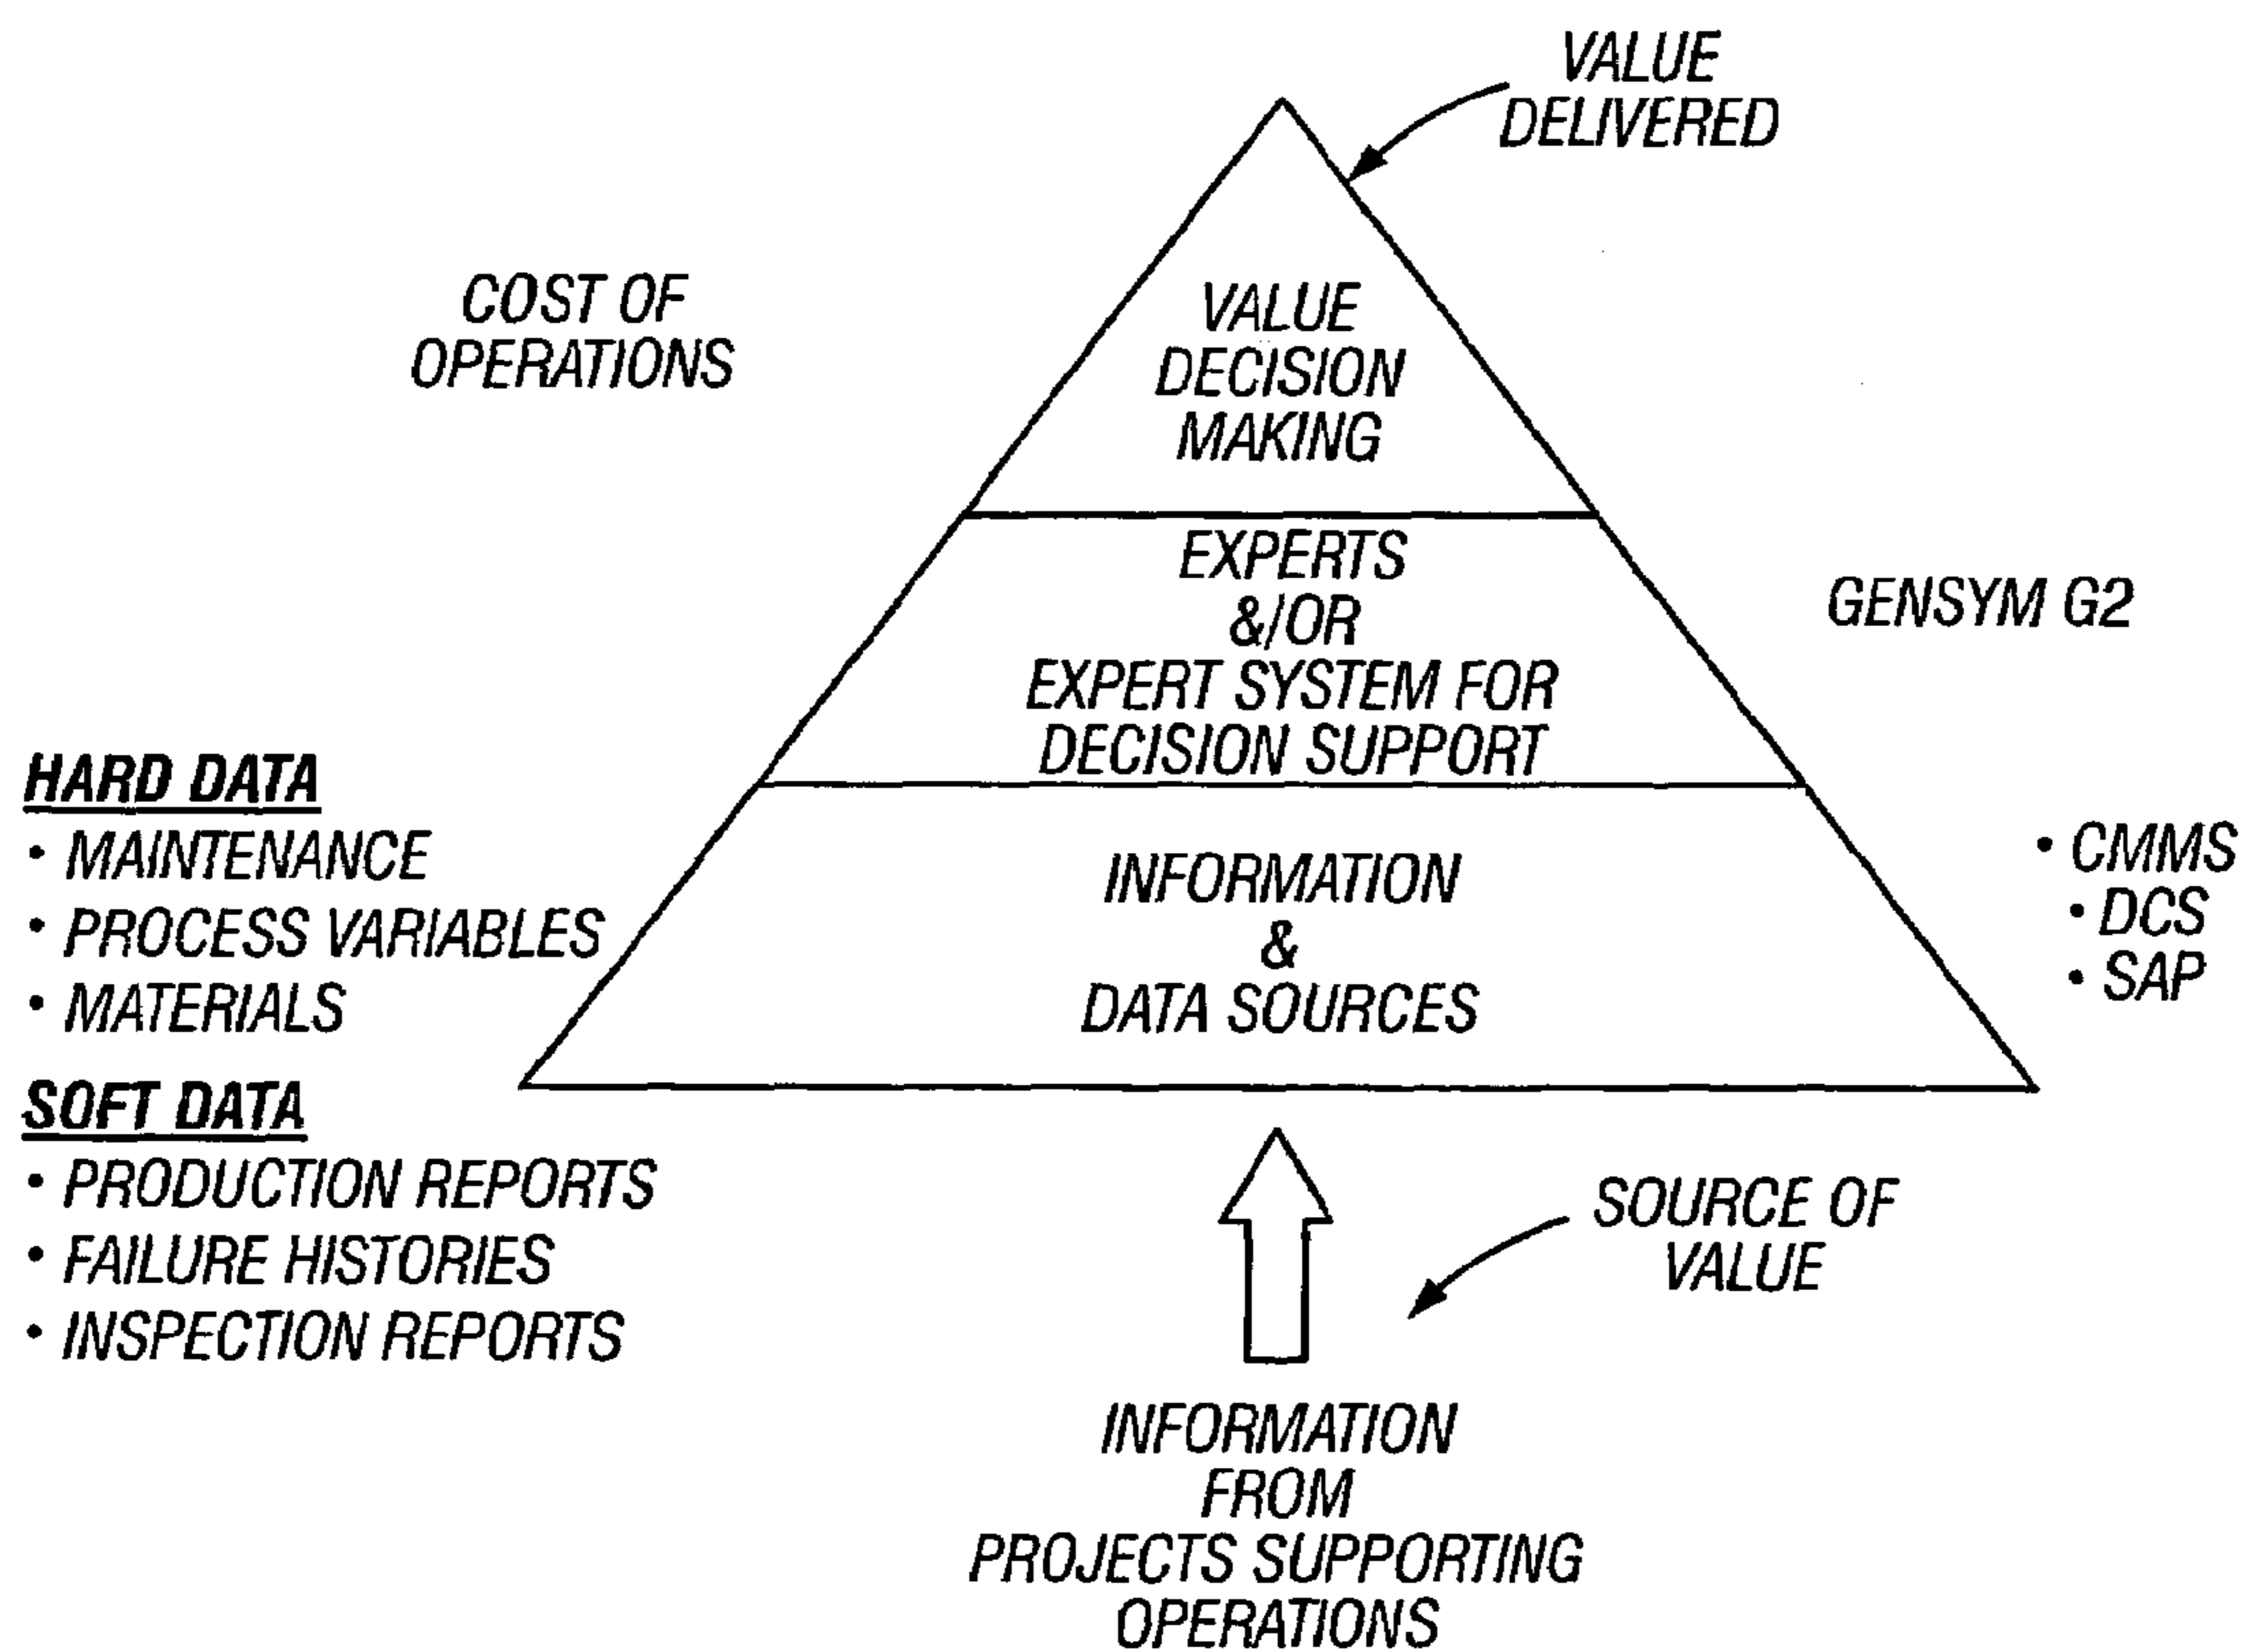 VALUE
DELIVERED
COST OF
OPERATIONS
VALUE
DECISION
MAKING
EXPERTS
&/OR
EXPERT SYSTEM FOR
DECISION SUPPORT
GENSYM G2
HARD DATA
• MAINTENANCE
• PROCESS VARIABLES
• MATERIALS
INFORMATION
&
DATA SOURCES
• CMMS
• DCS
• SAP
SOFT DATA
• PRODUCTION REPORTS
• FAILURE HISTORIES
• INSPECTION REPORTS
SOURCE OF
VALUE
INFORMATION
FROM
PROJECTS SUPPORTING
OPERATIONS